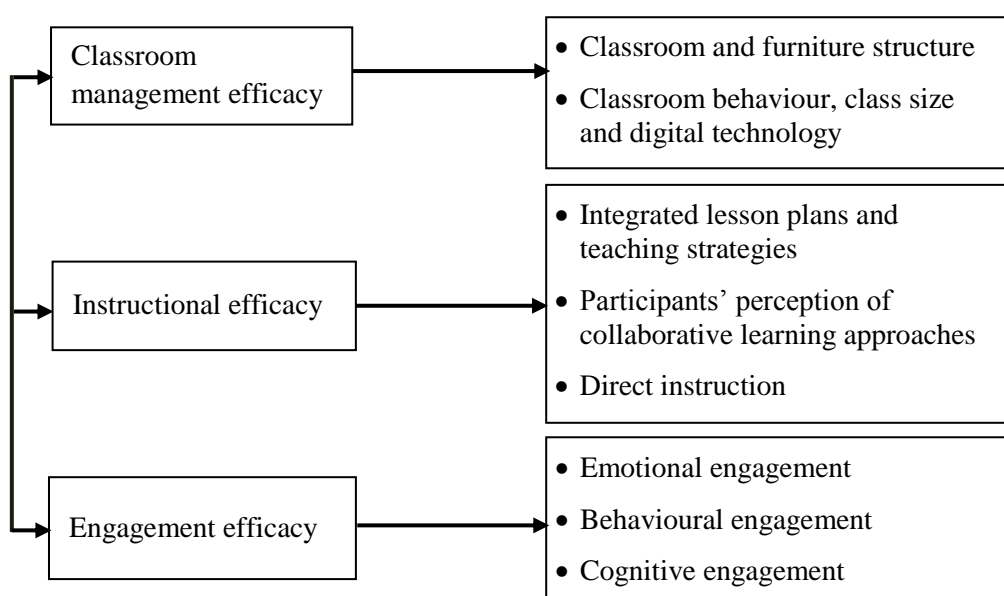 Classroom
management efficacy
• Classroom and furniture structure
• Classroom behaviour, class size
and digital technology
Instructional efficacy
• Integrated lesson plans and
teaching strategies
• Participants’ perception of
collaborative learning approaches
• Direct instruction
Engagement efficacy
• Emotional engagement
• Behavioural engagement
• Cognitive engagement